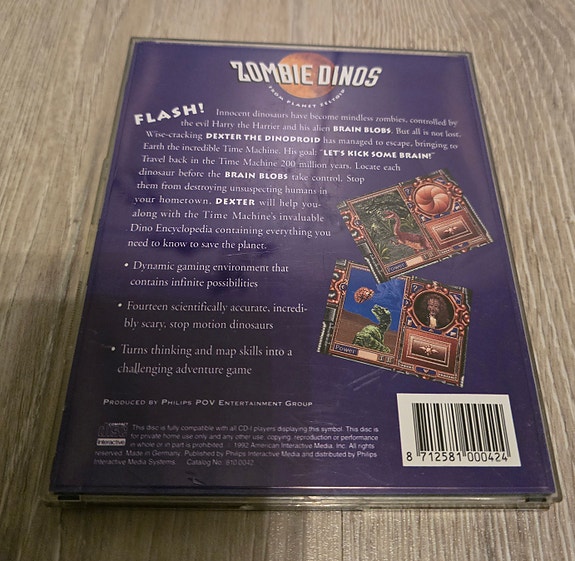 ZOMBIE DINOS
FROM PLANET ZELTOID
FLASH! Innocent dinosaurs have become mindless zombies, controlled by
the evil Harry the Harrier and his alien BRAIN BLOBS. But all is not lost.
Wise-cracking DEXTER THE DINODROID has managed to escape, bringing to
Earth the incredible Time Machine. His goal: "LET'S KICK SOME BRAIN!"
Travel back in the Time Machine 200 million years. Locate each
dinosaur before the BRAIN BLOBS take control. Stop
them from destroying unsuspecting humans in
your hometown. DEXTER will help you-
along with the Time Machine's invaluable
Dino Encyclopedia containing everything you
need to know to save the planet.
• Dynamic gaming environment that
contains infinite possibilities
• Fourteen scientifically accurate, incredi-
bly scary, stop motion dinosaurs
• Turns thinking and map skills into a
challenging adventure game
Power
Power
PRODUCED BY PHILIPS POV ENTERTAINMENT GROUP
COMPACT
disc
Interactive
This disc is fully compatible with all CD-I players displaying this symbol. This disc is
for private home use only and any other use: copying, reproduction or performance
in whole or in part is prohibited. 1992 American Interactive Media, Inc. All rights
reserved. Made in Germany. Published by Philips Interactive Media and distributed by Philips
Interactive Media Systems. Catalog No: 810 0042
8 712581 000424